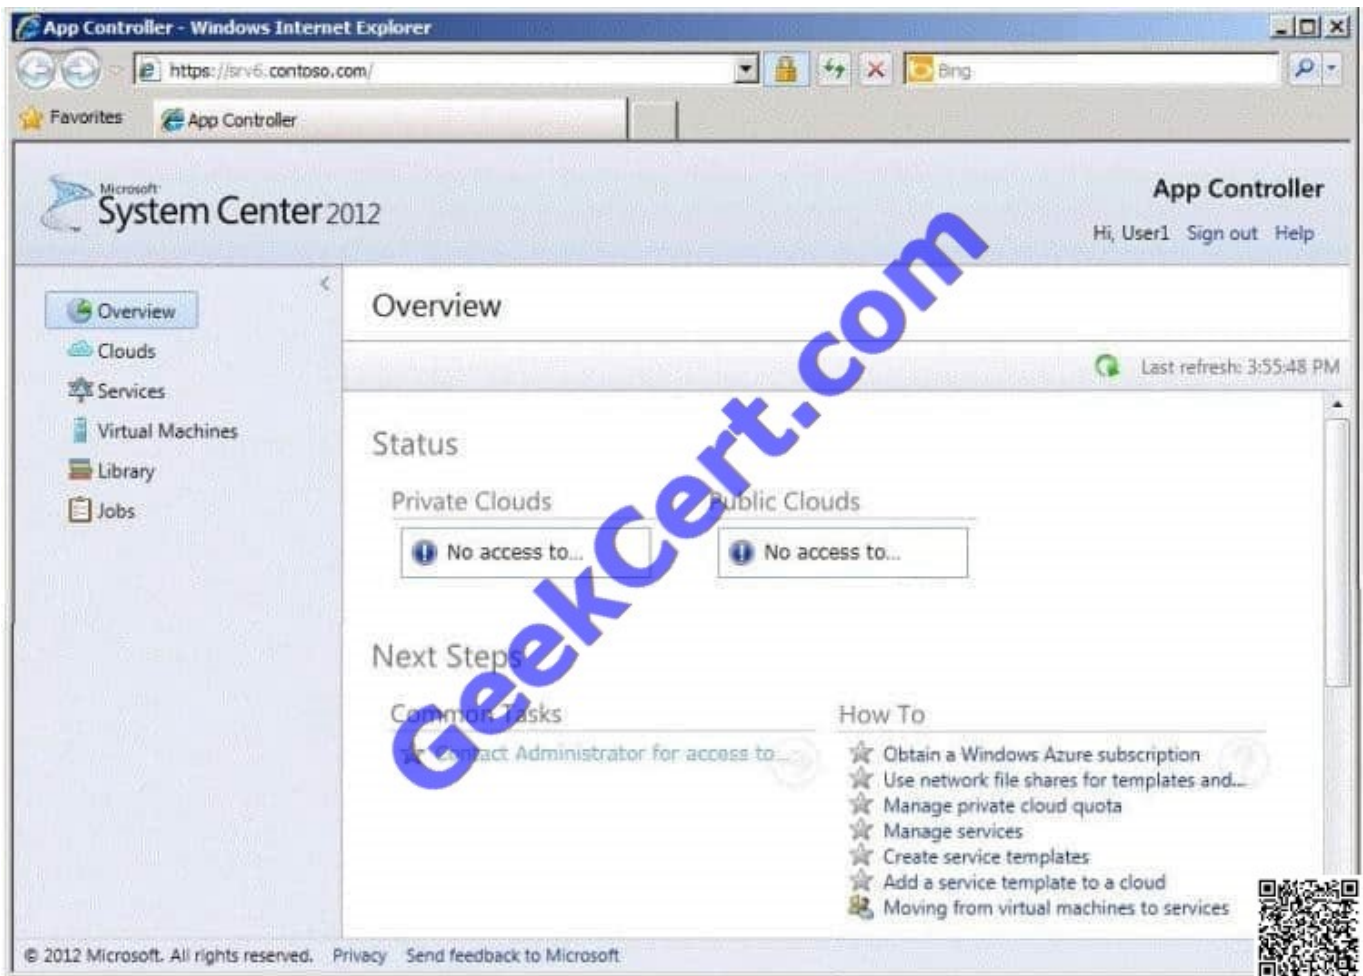 App Controller - Windows Internet Explorer
https://srv6.contoso.com/
Bing
Favorites
App Controller
Microsoft
System Center 2012
App Controller
Hi, User1 Sign out Help
Overview
Clouds
Services
Virtual Machines
Library
Jobs
Overview
Last refresh: 3:55:48 PM
Status
Private Clouds
Public Clouds
No access to...
No access to...
Next Steps
Common Tasks
Contact Administrator for access to...
How To
Obtain a Windows Azure subscription
Use network file shares for templates and...
Manage private cloud quota
Manage services
Create service templates
Add a service template to a cloud
Moving from virtual machines to services
© 2012 Microsoft. All rights reserved. Privacy Send feedback to Microsoft
GeekCert.com